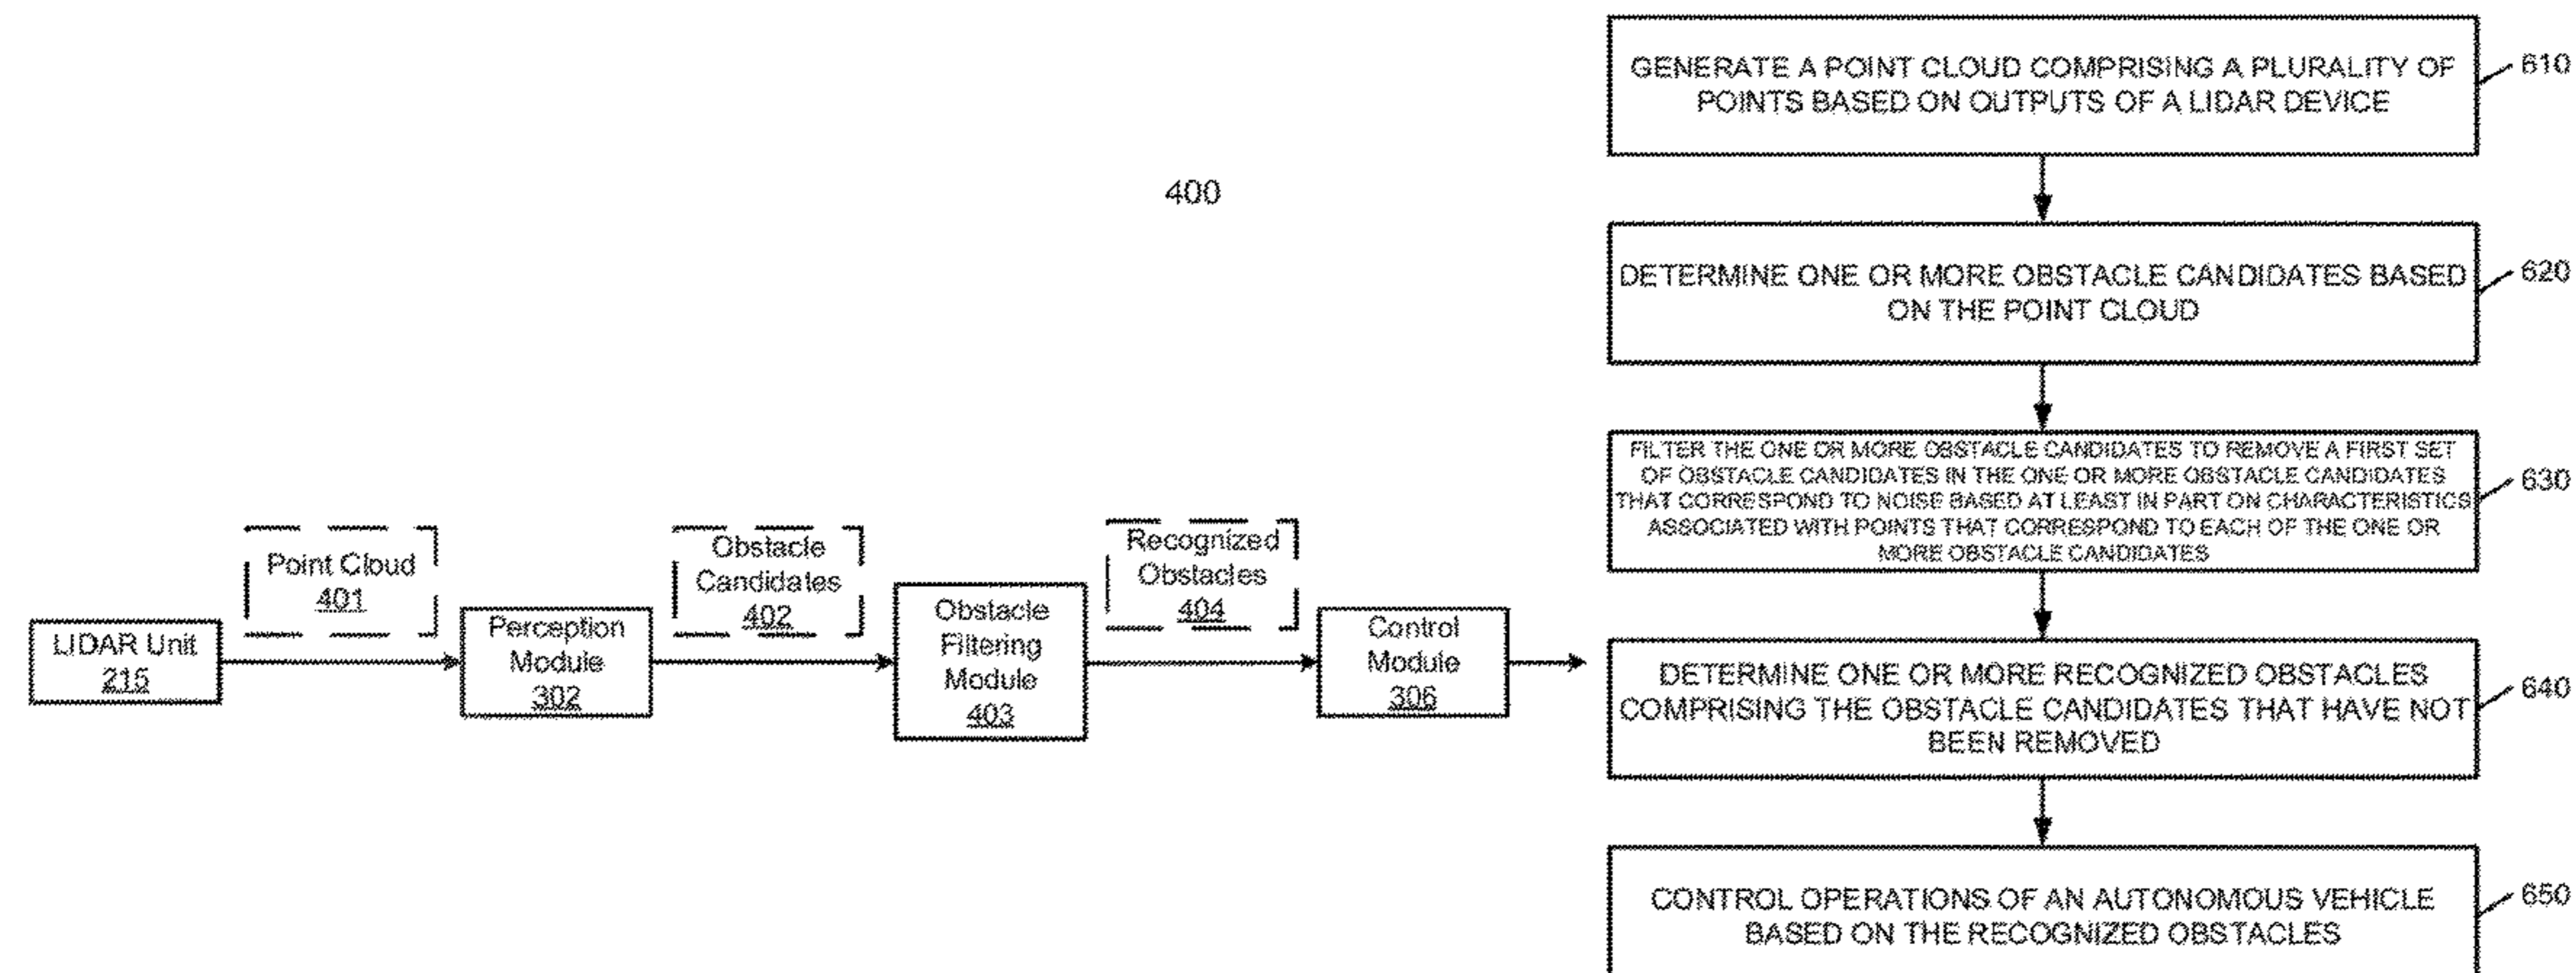 400
LIDAR Unit
215
Point Cloud
401
Perception
Module
302
Obstacle
Candidates
402
Obstacle
Filtering
Module
403
Recognized
Obstacles
404
Control
Module
306
GENERATE A POINT CLOUD COMPRISING A PLURALITY OF
POINTS BASED ON OUTPUTS OF A LIDAR DEVICE
610
DETERMINE ONE OR MORE OBSTACLE CANDIDATES BASED
ON THE POINT CLOUD
620
FILTER THE ONE OR MORE OBSTACLE CANDIDATES TO REMOVE A FIRST SET
OF OBSTACLE CANDIDATES IN THE ONE OR MORE OBSTACLE CANDIDATES
THAT CORRESPOND TO NOISE BASED AT LEAST IN PART ON CHARACTERISTICS
ASSOCIATED WITH POINTS THAT CORRESPOND TO EACH OF THE ONE OR
MORE OBSTACLE CANDIDATES
630
DETERMINE ONE OR MORE RECOGNIZED OBSTACLES
COMPRISING THE OBSTACLE CANDIDATES THAT HAVE NOT
BEEN REMOVED
640
CONTROL OPERATIONS OF AN AUTONOMOUS VEHICLE
BASED ON THE RECOGNIZED OBSTACLES
650